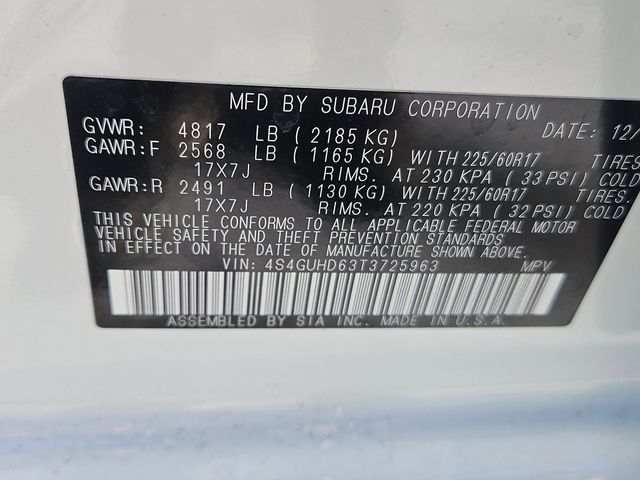 MFD BY SUBARU CORPORATION
GVWR: 4817 LB (2185 KG) DATE: 12
GAWR:F 2568 LB (1165 KG) WITH 225/60R17 TIRES
17X7J RIMS. AT 230 KPA (33 PSI) COLD
GAWR:R 2491 LB (1130 KG) WITH 225/60R17 TIRES
17X7J RIMS. AT 220 KPA (32 PSI) COLD
THIS VEHICLE CONFORMS TO ALL APPLICABLE FEDERAL MOTOR
VEHICLE SAFETY AND THEFT PREVENTION STANDARDS
IN EFFECT ON THE DATE OF MANUFACTURE SHOWN ABOVE.
VIN: 4S4GUHD63T3725963 MPV
ASSEMBLED BY SIA INC. MADE IN U.S.A.